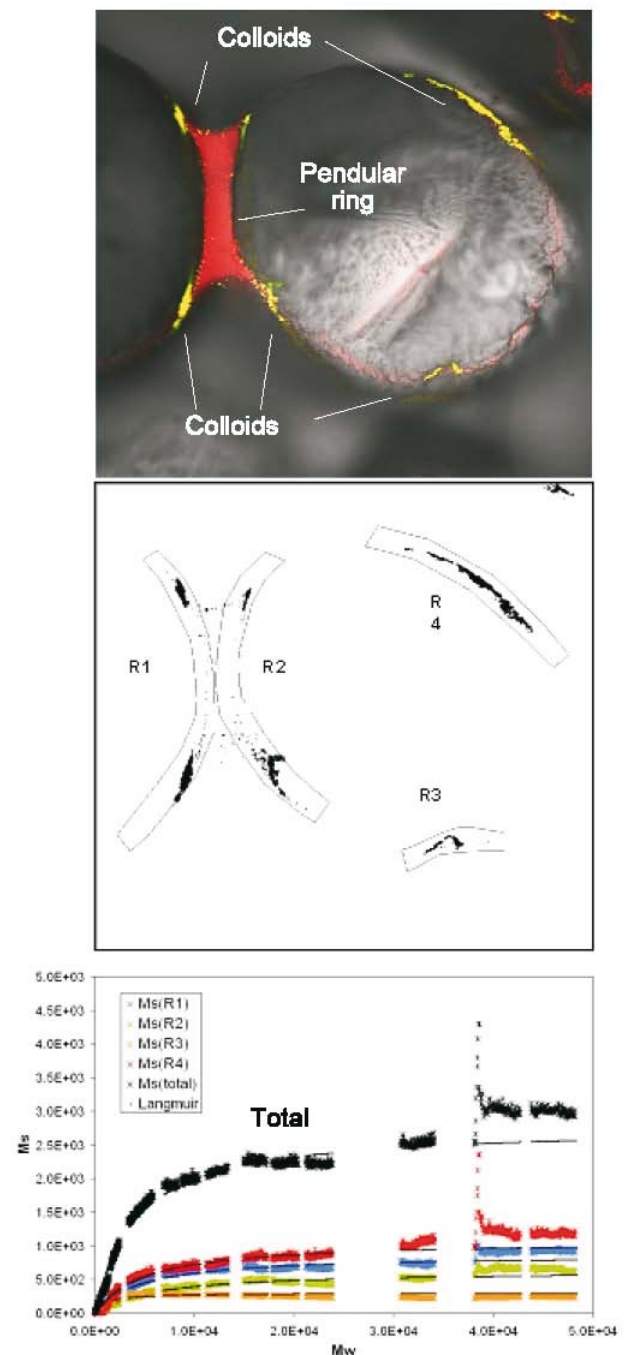 Colloids
Pendular
ring
Colloids
R1
R2
R
4
R3
5.0E+03
4.5E+03
4.0E+03
3.5E+03
3.0E+03
2.5E+03
2.0E+03
1.5E+03
1.0E+03
5.0E+02
0.0E+00
Ms
Ms(R1)
Ms(R2)
Ms(R3)
Ms(R4)
Ms(total)
Langmuir
Total
0.0E+00 1.0E+04 2.0E+04 3.0E+04 4.0E+04 5.0E+04
Mw